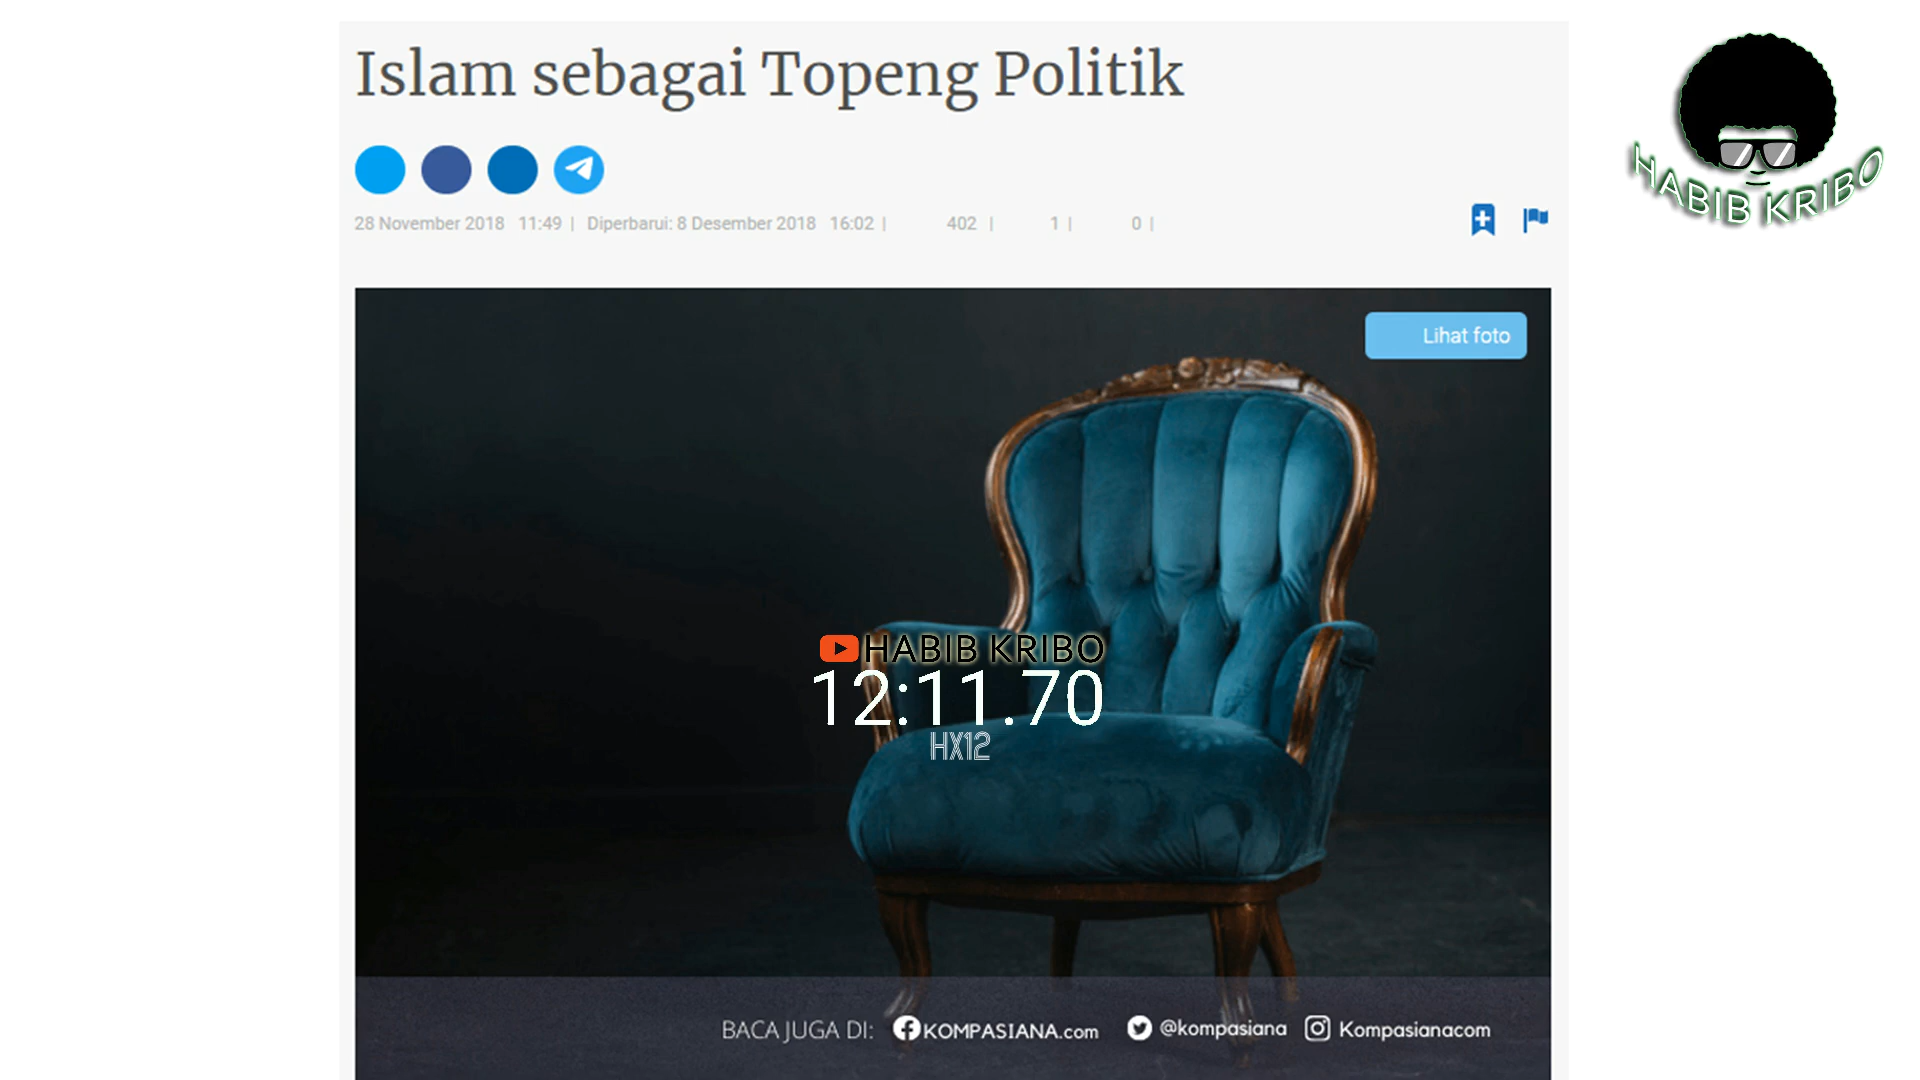 Islam sebagai Topeng Politik
HABIB KRIBO
28 November 2018 11:49 | Diperbarui: 8 Desember 2018 16:02 | 402 | 1 | 0 |
Lihat foto
HABIB KRIBO
12:11.70
HX12
BACA JUGA DI: KOMPASIANA.com @kompasiana Kompasianacom